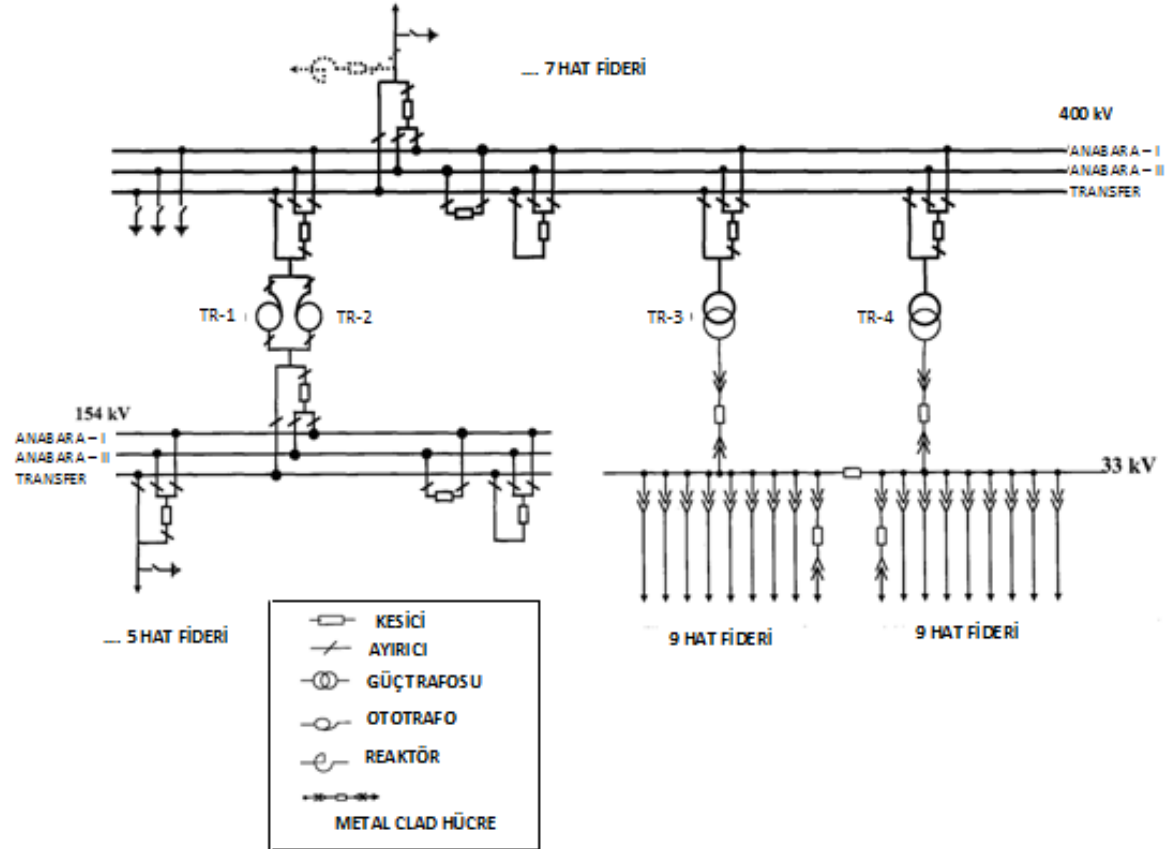 .... 7 HAT FİDERİ
400 kV
ANABARA – I
ANABARA – II
TRANSFER
TR-1
TR-2
TR-3
TR-4
154 kV
ANABARA – I
ANABARA – II
TRANSFER
33 kV
.... 5 HAT FİDERİ
9 HAT FİDERİ
9 HAT FİDERİ
KESİCİ
AYIRICI
GÜÇTRAFOSU
OTOTRAFO
REAKTÖR
METAL CLAD HÜCRE